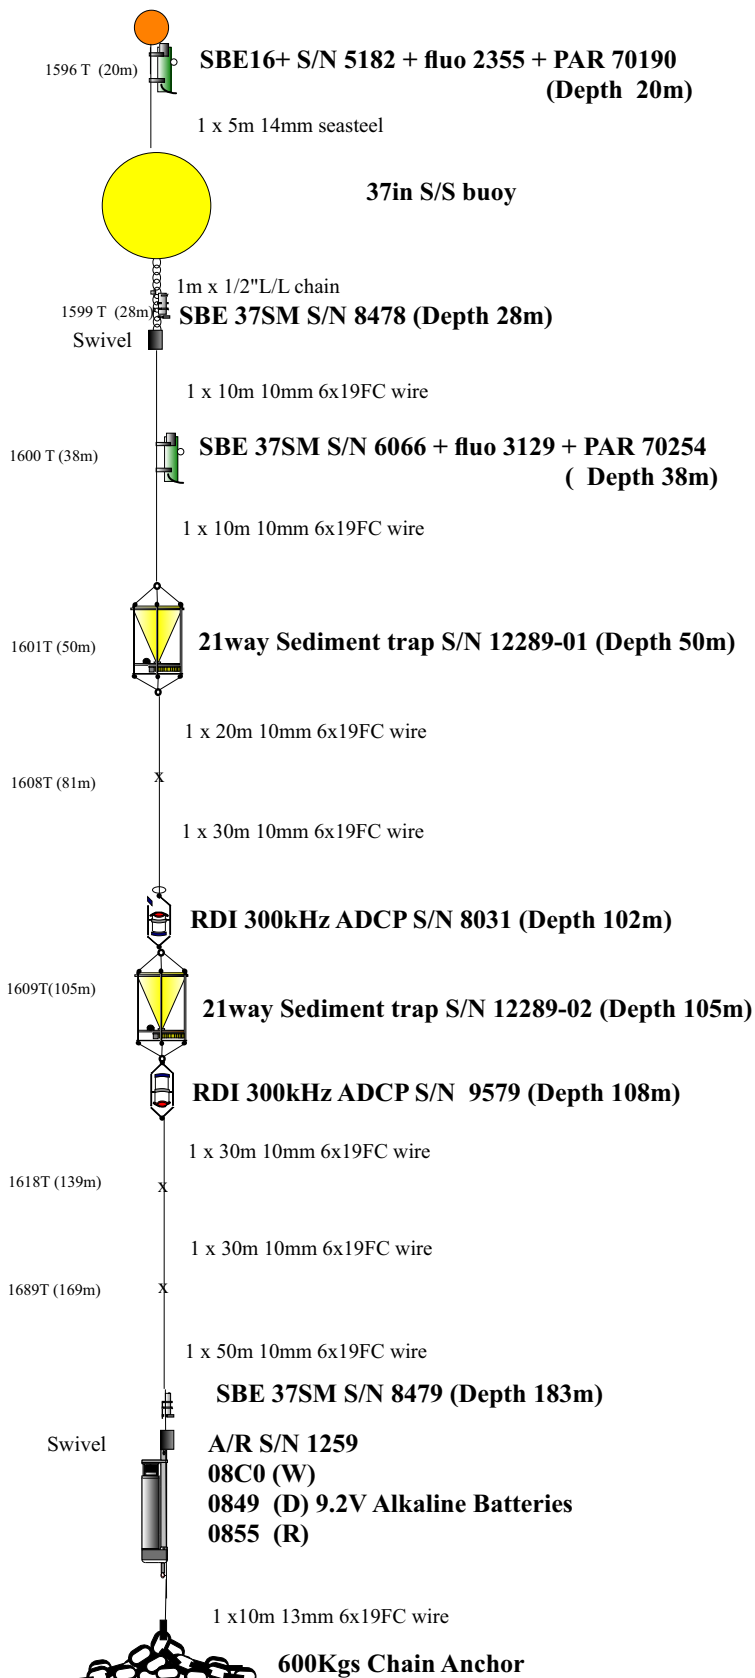 SBE16+ S/N 5182 + fluo 2355 + PAR 70190
1596 T (20m)
(Depth 20m)
1 x 5m 14mm seasteel
37in S/S buoy
1m x 1/2"L/L chain
1599 T (28m)
SBE 37SM S/N 8478 (Depth 28m)
Swivel
1 x 10m 10mm 6x19FC wire
SBE 37SM S/N 6066 + fluo 3129 + PAR 70254
1600 T (38m)
( Depth 38m)
1 x 10m 10mm 6x19FC wire
21way Sediment trap S/N 12289-01 (Depth 50m)
1601T (50m)
1 x 20m 10mm 6x19FC wire
x
1608T (81m)
1 x 30m 10mm 6x19FC wire
RDI 300kHz ADCP S/N 8031 (Depth 102m)
1609T(105m)
21way Sediment trap S/N 12289-02 (Depth 105m)
RDI 300kHz ADCP S/N 9579 (Depth 108m)
1 x 30m 10mm 6x19FC wire
1618T (139m)
x
1 x 30m 10mm 6x19FC wire
x
1689T (169m)
1 x 50m 10mm 6x19FC wire
SBE 37SM S/N 8479 (Depth 183m)
Swivel
A/R S/N 1259
08C0 (W)
0849 (D) 9.2V Alkaline Batteries
0855 (R)
1 x10m 13mm 6x19FC wire
600Kgs Chain Anchor